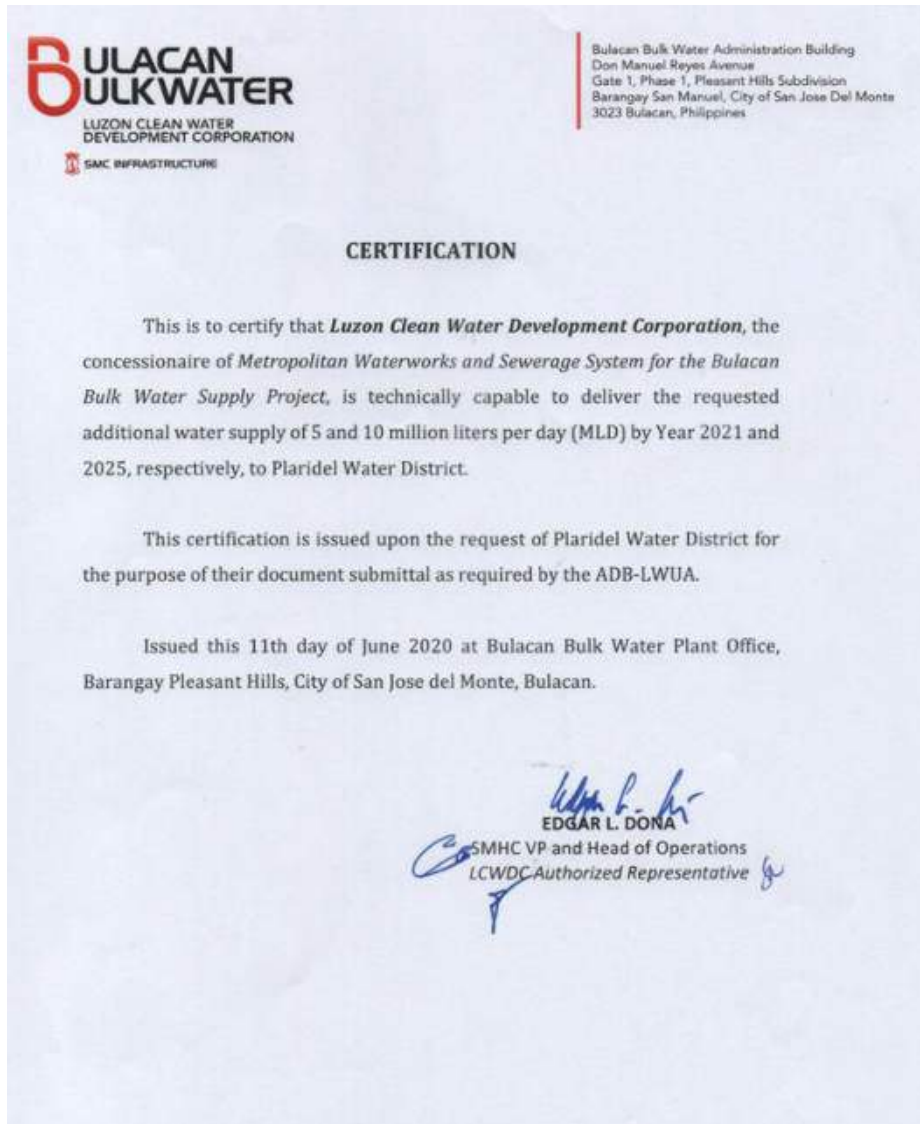 BULACAN
BULKWATER
LUZON CLEAN WATER
DEVELOPMENT CORPORATION
SMC INFRASTRUCTURE
Bulacan Bulk Water Administration Building
Don Manuel Reyes Avenue
Gate 1, Phase 1, Pleasant Hills Subdivision
Barangay San Manuel, City of San Jose Del Monte
3023 Bulacan, Philippines
CERTIFICATION
This is to certify that Luzon Clean Water Development Corporation, the
concessionaire of Metropolitan Waterworks and Sewerage System for the Bulacan
Bulk Water Supply Project, is technically capable to deliver the requested
additional water supply of 5 and 10 million liters per day (MLD) by Year 2021 and
2025, respectively, to Plaridel Water District.
This certification is issued upon the request of Plaridel Water District for
the purpose of their document submittal as required by the ADB-LWUA.
Issued this 11th day of June 2020 at Bulacan Bulk Water Plant Office,
Barangay Pleasant Hills, City of San Jose del Monte, Bulacan.
EDGAR L. DONA
SMHC VP and Head of Operations
LCWDC Authorized Representative